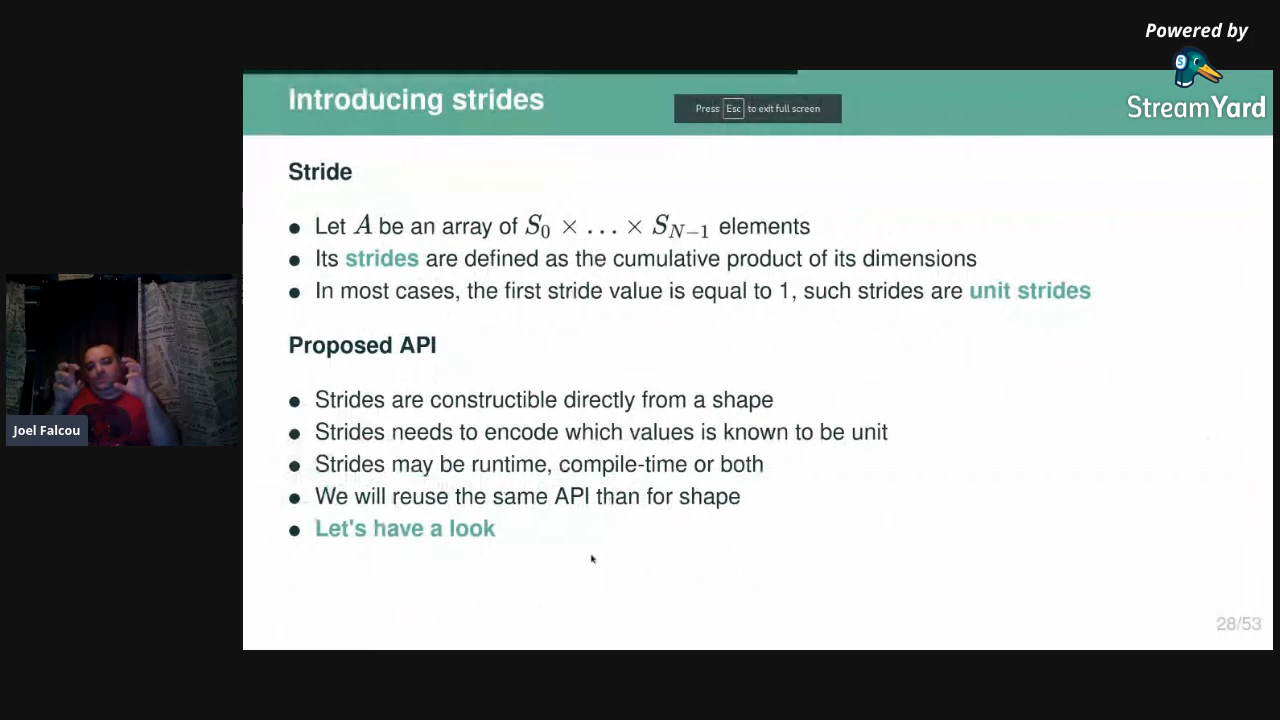 Powered by
StreamYard
Introducing strides
Press Esc to exit full screen
Stride
● Let A be an array of S₀ × … × S_{N−1} elements
● Its strides are defined as the cumulative product of its dimensions
● In most cases, the first stride value is equal to 1, such strides are unit strides
Proposed API
● Strides are constructible directly from a shape
● Strides needs to encode which values is known to be unit
● Strides may be runtime, compile-time or both
● We will reuse the same API than for shape
● Let's have a look
Joel Falcou
28/53